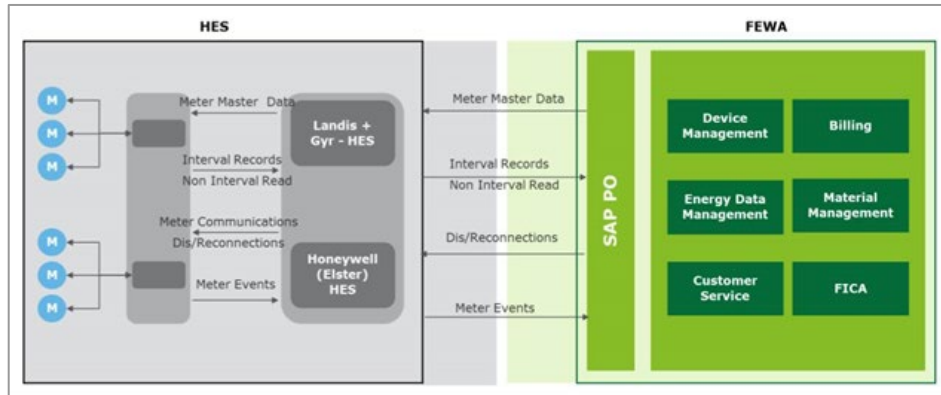 HES
FEWA
M
M
M
M
M
M
Meter Master Data
Interval Records
Non Interval Read
Meter Communications
Dis/Reconnections
Meter Events
Landis +
Gyr - HES
Honeywell
(Elster)
HES
Meter Master Data
Interval Records
Non Interval Read
Dis/Reconnections
Meter Events
SAP PO
Device
Management
Billing
Energy Data
Management
Material
Management
Customer
Service
FICA